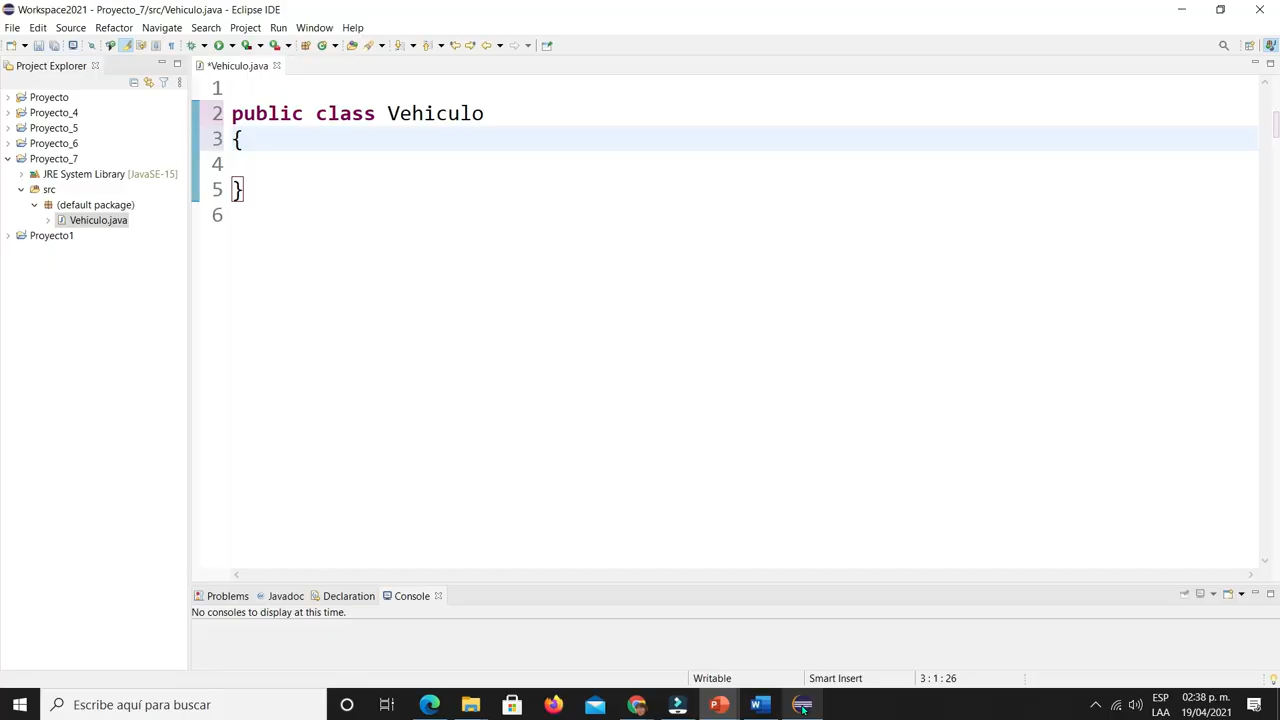 Workspace2021 - Proyecto_7/src/Vehiculo.java - Eclipse IDE
File Edit Source Refactor Navigate Search Project Run Window Help
Project Explorer
*Vehiculo.java
Proyecto
Proyecto_4
Proyecto_5
Proyecto_6
Proyecto_7
JRE System Library [JavaSE-15]
src
(default package)
Vehiculo.java
Proyecto1
1
2 public class Vehiculo
3 {
4
5 }
6
Problems Javadoc Declaration Console
No consoles to display at this time.
Writable Smart Insert 3 : 1 : 26
Escribe aquí para buscar
ESP 02:38 p. m.
LAA 19/04/2021